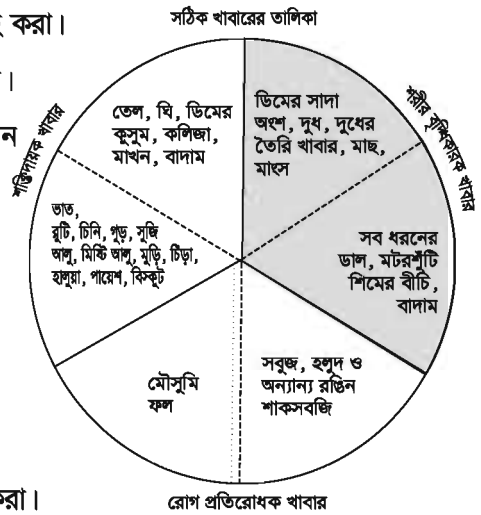 করা।
সঠিক খাবারের তালিকা
শক্তিদায়ক খাবার
তেল, ঘি, ডিমের
কুসুম, কলিজা,
মাখন, বাদাম
ডিমের সাদা
অংশ, দুধ, দুধের
তৈরি খাবার, মাছ,
মাংস
শরীর বৃদ্ধিকারক খাবার
ভাত,
রুটি, চিনি, গুড়, সুজি
আলু, মিষ্টি আলু, মুড়ি, চিঁড়া,
হালুয়া, পায়েশ, বিস্কুট
সব ধরনের
ডাল, মটরশুঁটি
শিমের বীচি,
বাদাম
মৌসুমি
ফল
সবুজ, হলুদ ও
অন্যান্য রঙিন
শাকসবজি
করা।
রোগ প্রতিরোধক খাবার